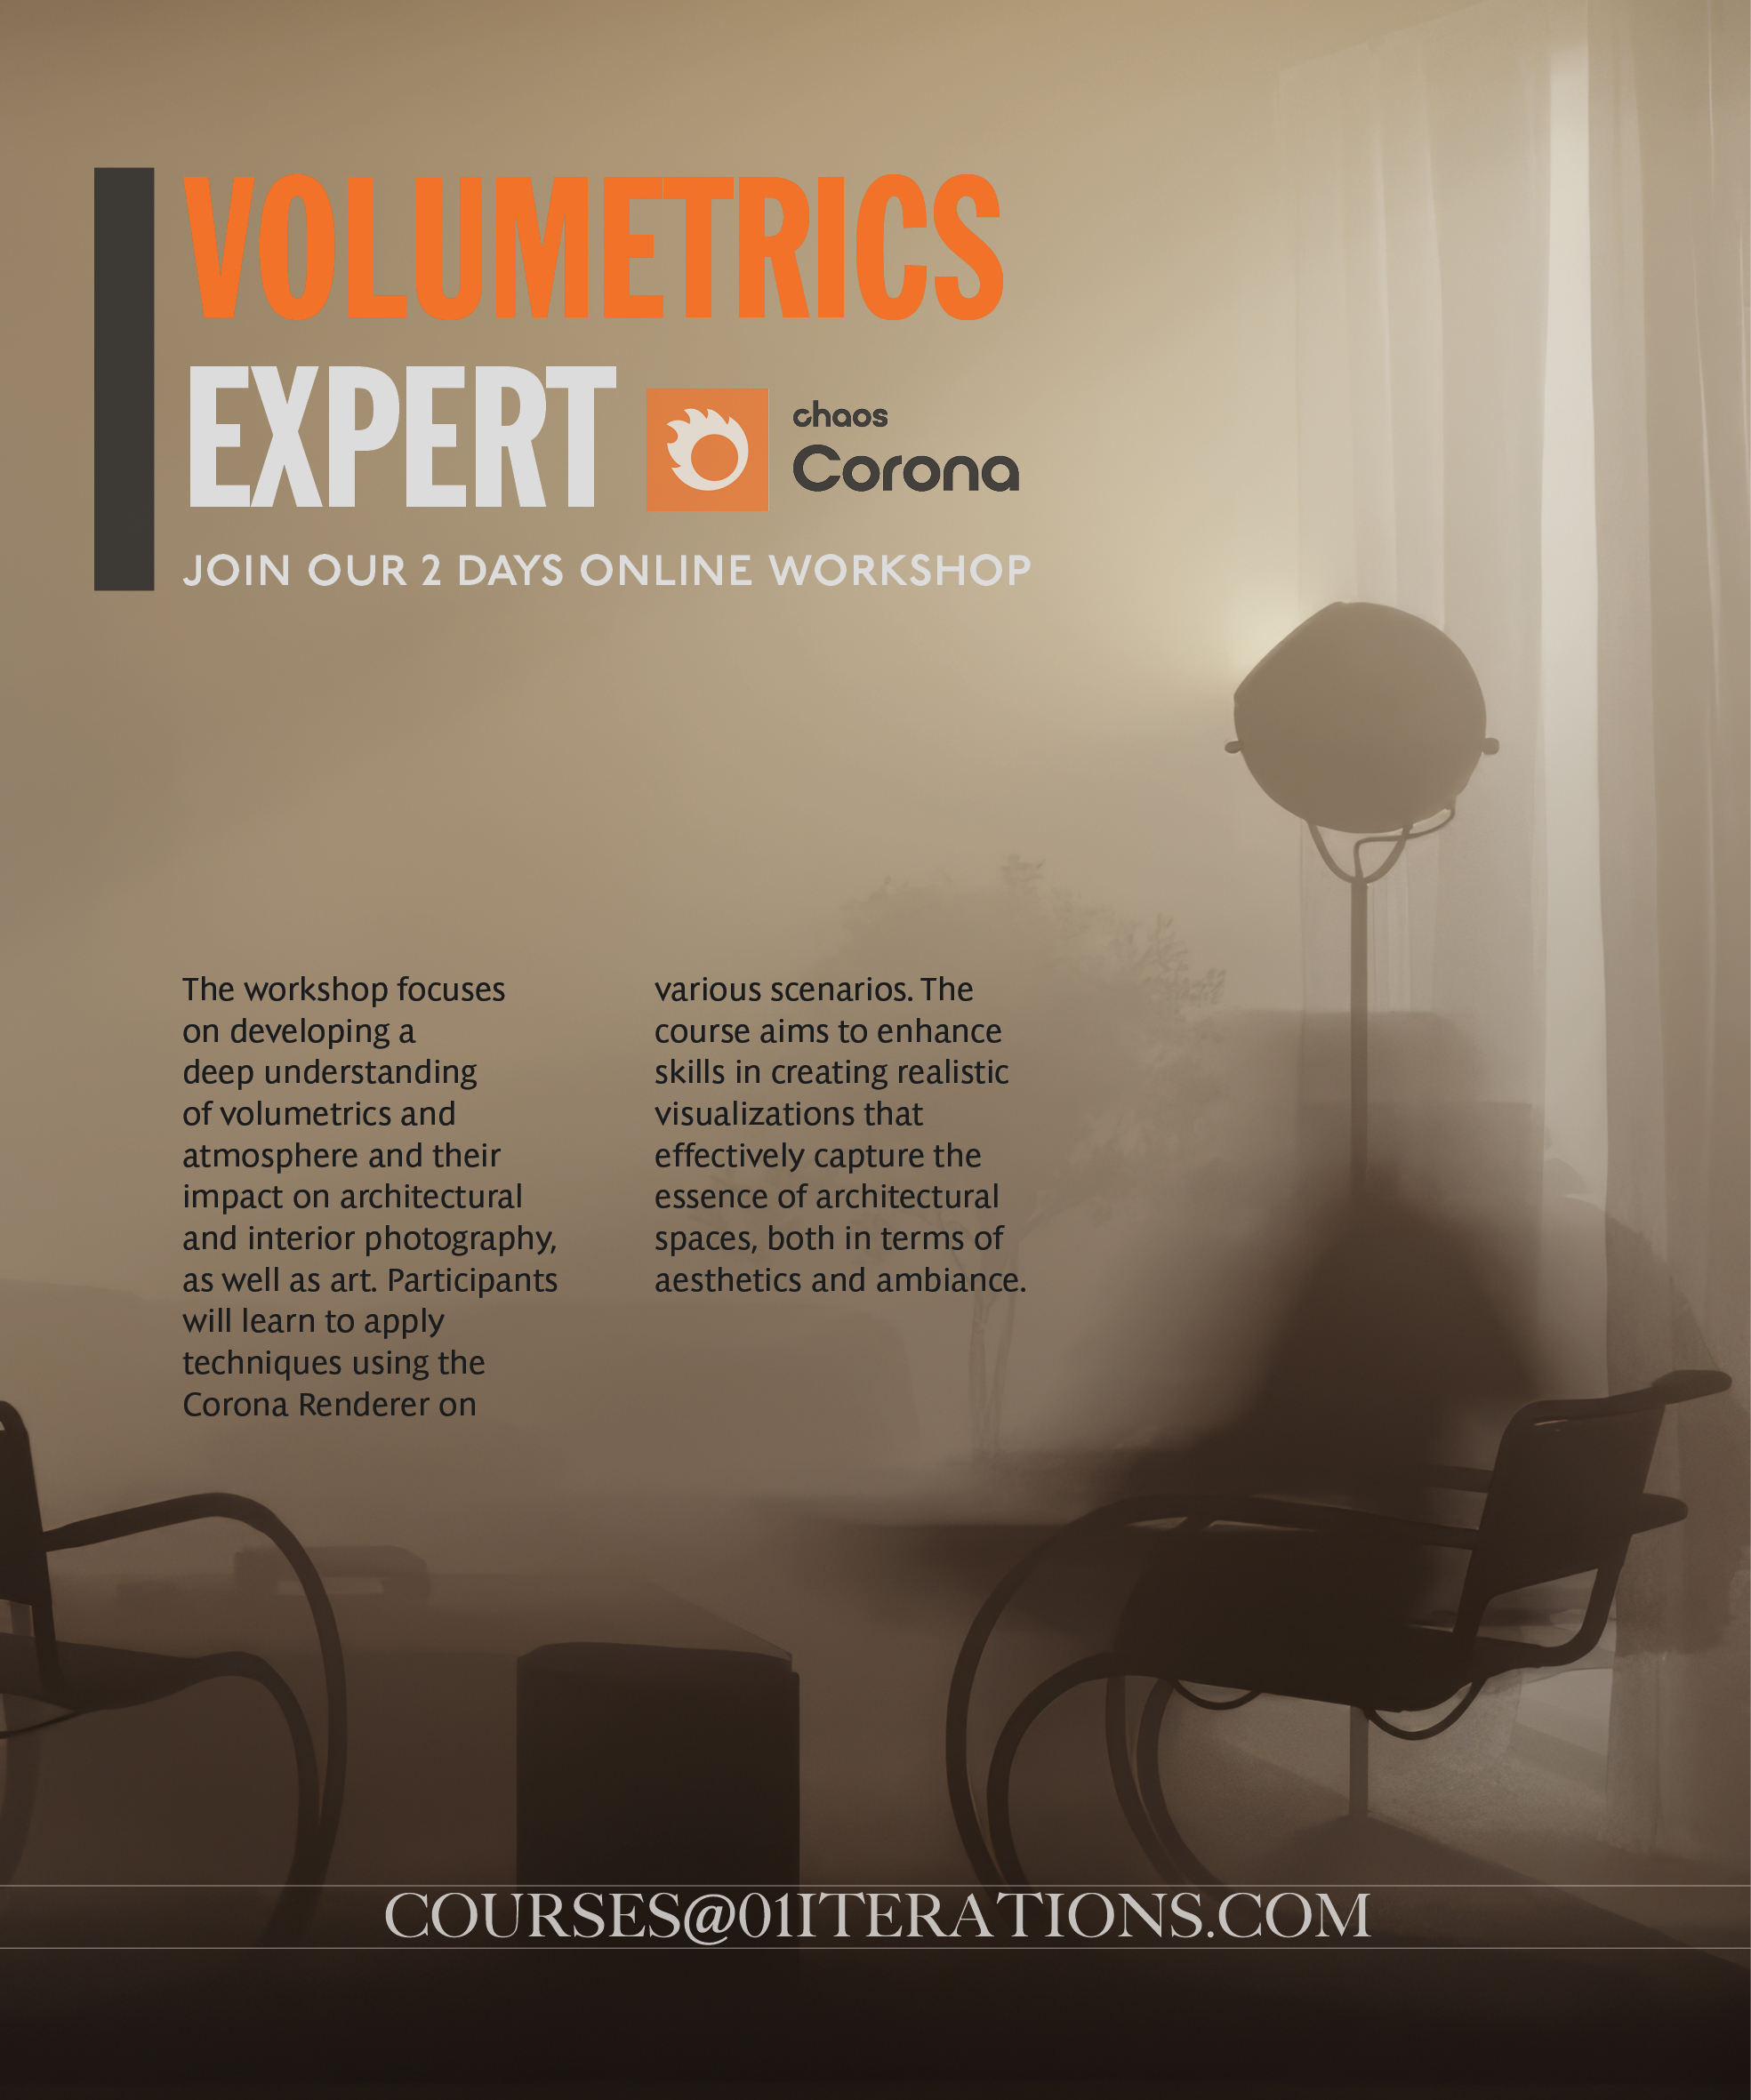 VOLUMETRICS
EXPERT
chaos
Corona
JOIN OUR 2 DAYS ONLINE WORKSHOP
The workshop focuses
on developing a
deep understanding
of volumetrics and
atmosphere and their
impact on architectural
and interior photography,
as well as art. Participants
will learn to apply
techniques using the
Corona Renderer on
various scenarios. The
course aims to enhance
skills in creating realistic
visualizations that
effectively capture the
essence of architectural
spaces, both in terms of
aesthetics and ambiance.
COURSES@01ITERATIONS.COM